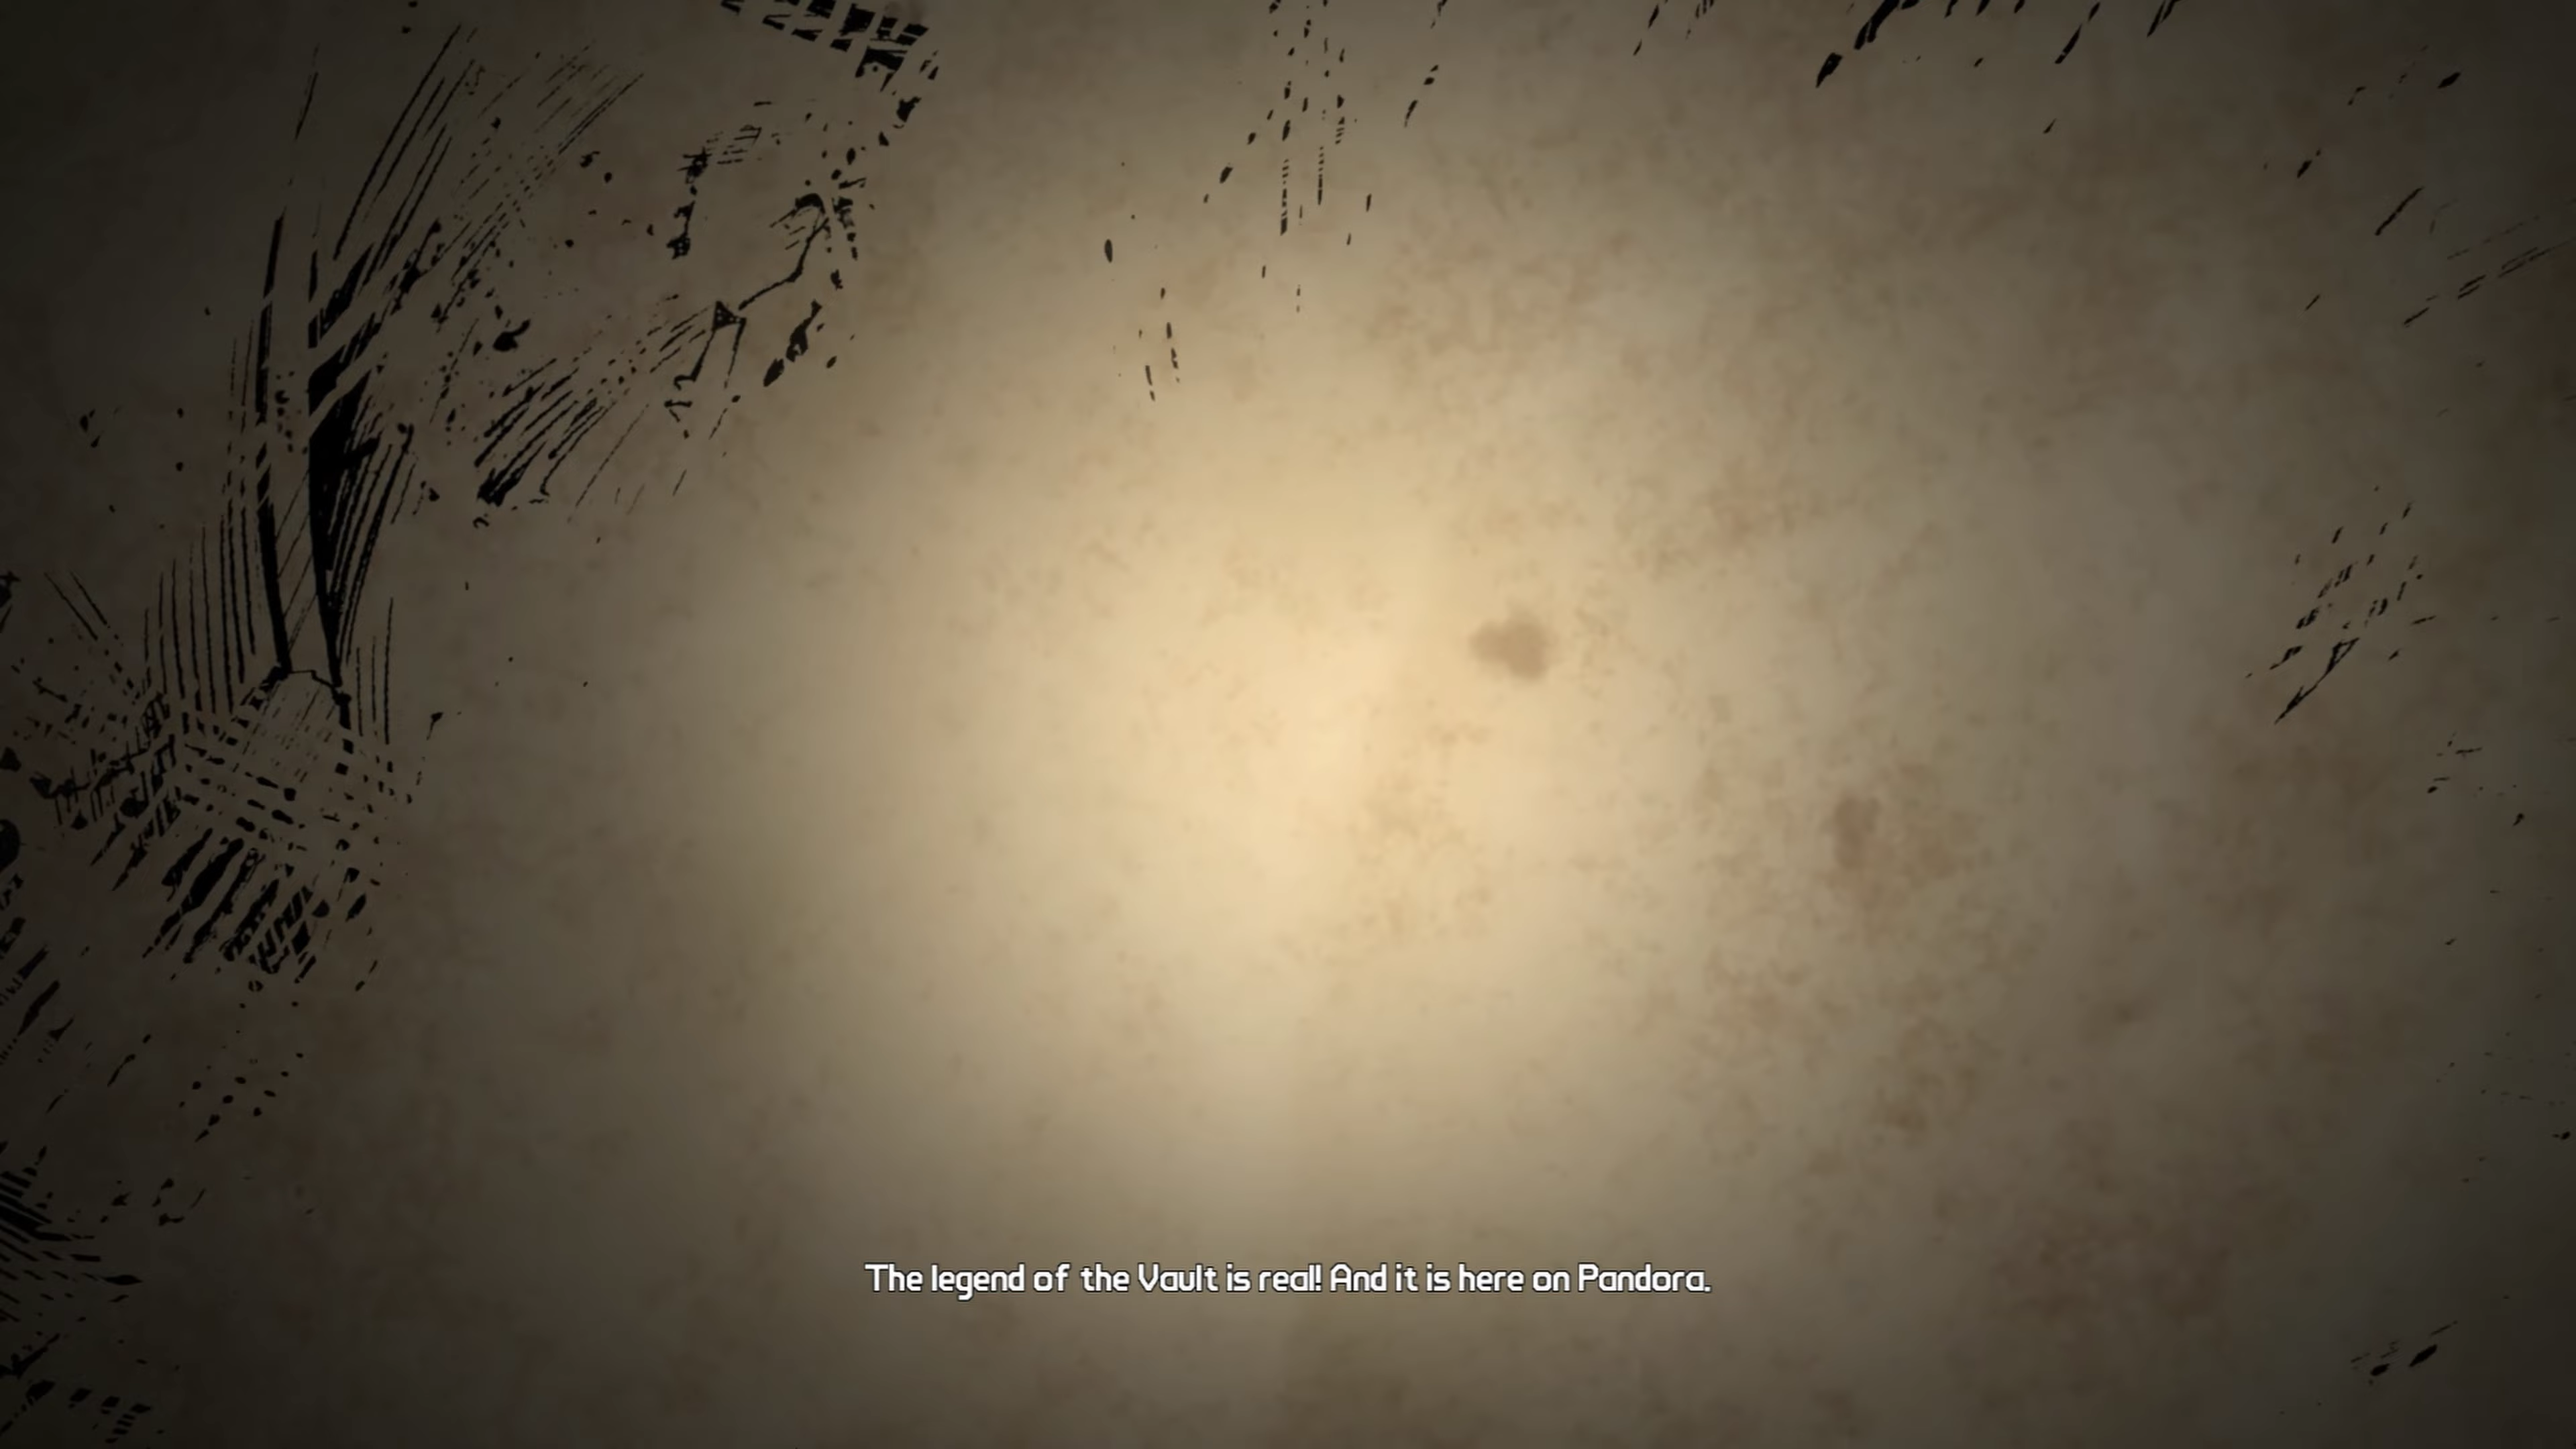 The legend of the Vault is real! And it is here on Pandora.